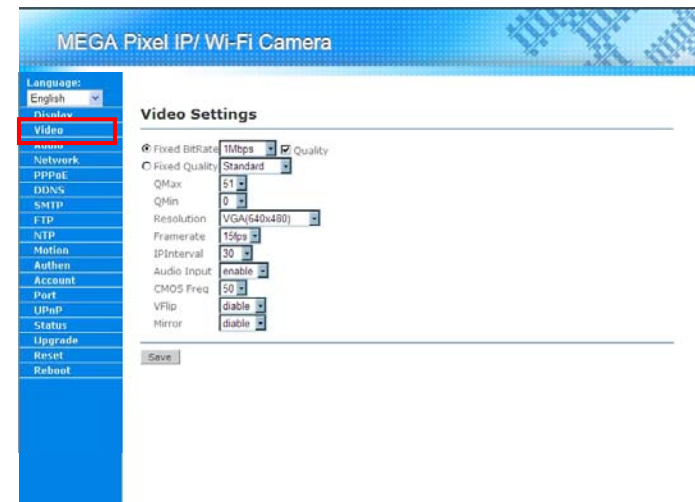 MEGA Pixel IP/ Wi-Fi Camera
Language:
English
Display
Video
Audio
Network
PPPoE
DDNS
SMTP
FTP
NTP
Motion
Authen
Account
Port
UPnP
Status
Upgrade
Reset
Reboot
Video Settings
Fixed BitRate 1Mbps Quality
Fixed Quality Standard
QMax 51
QMin 0
Resolution VGA(640x480)
Framerate 15fps
IPInterval 30
Audio Input enable
CMOS Freq 50
VFlip diable
Mirror diable
Save